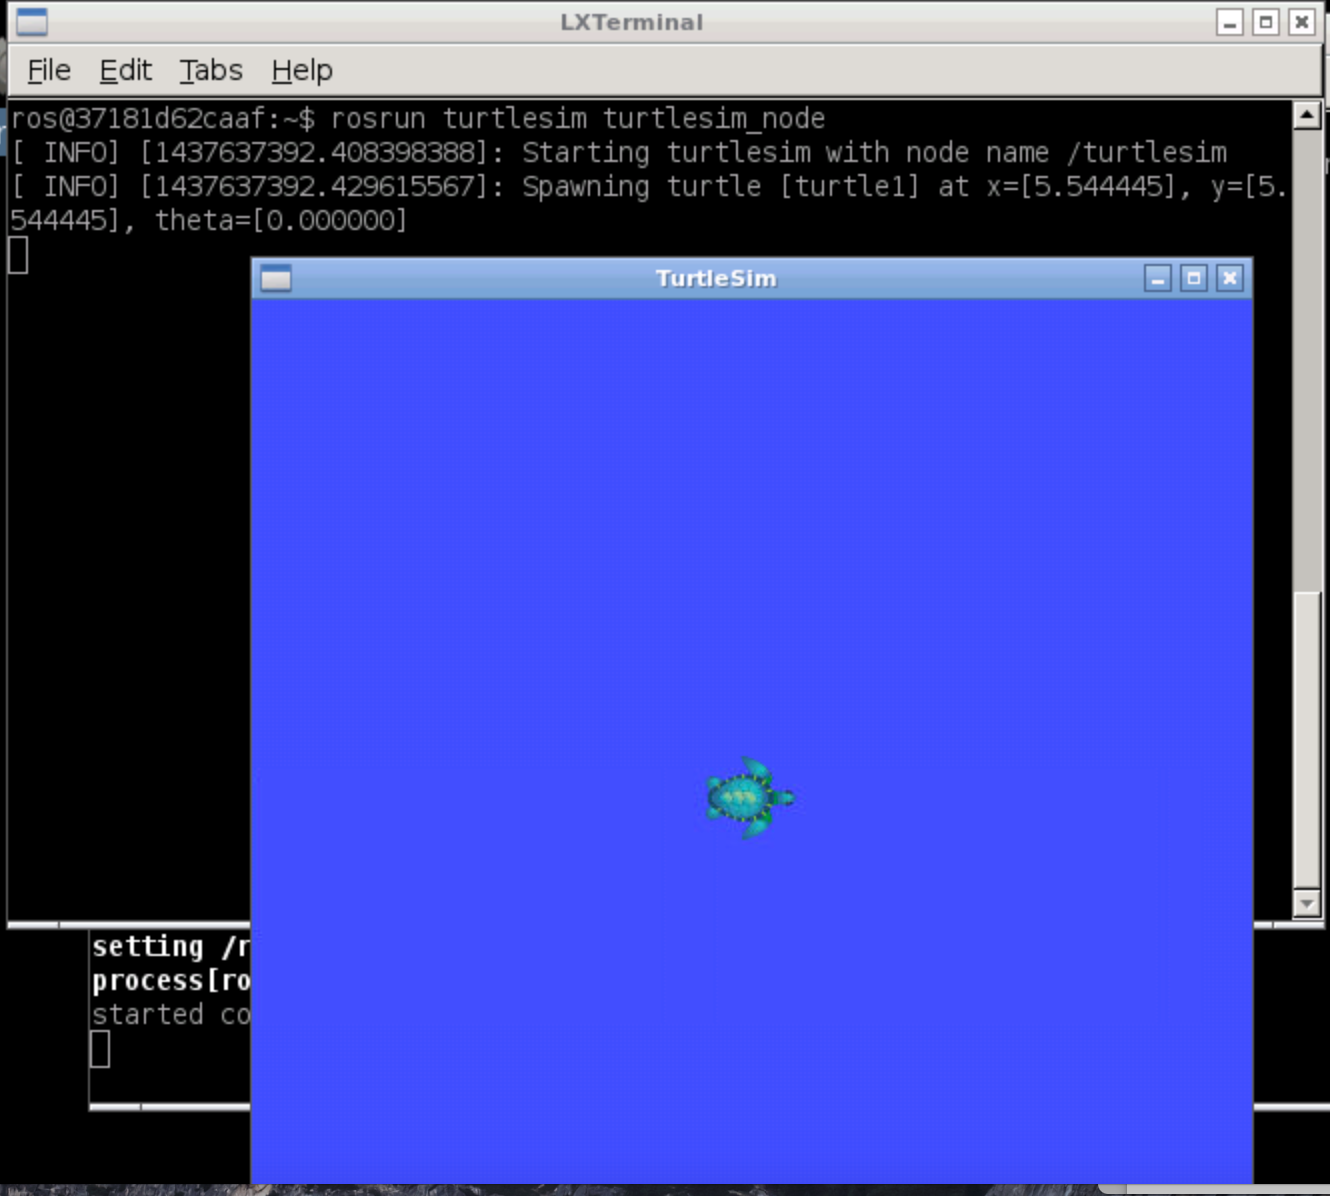 LXTerminal
File Edit Tabs Help
ros@37181d62caaf:~$ rosrun turtlesim turtlesim_node
[ INFO] [1437637392.408398388]: Starting turtlesim with node name /turtlesim
[ INFO] [1437637392.429615567]: Spawning turtle [turtle1] at x=[5.544445], y=[5.
544445], theta=[0.000000]
TurtleSim
setting /r
process[ro
started co